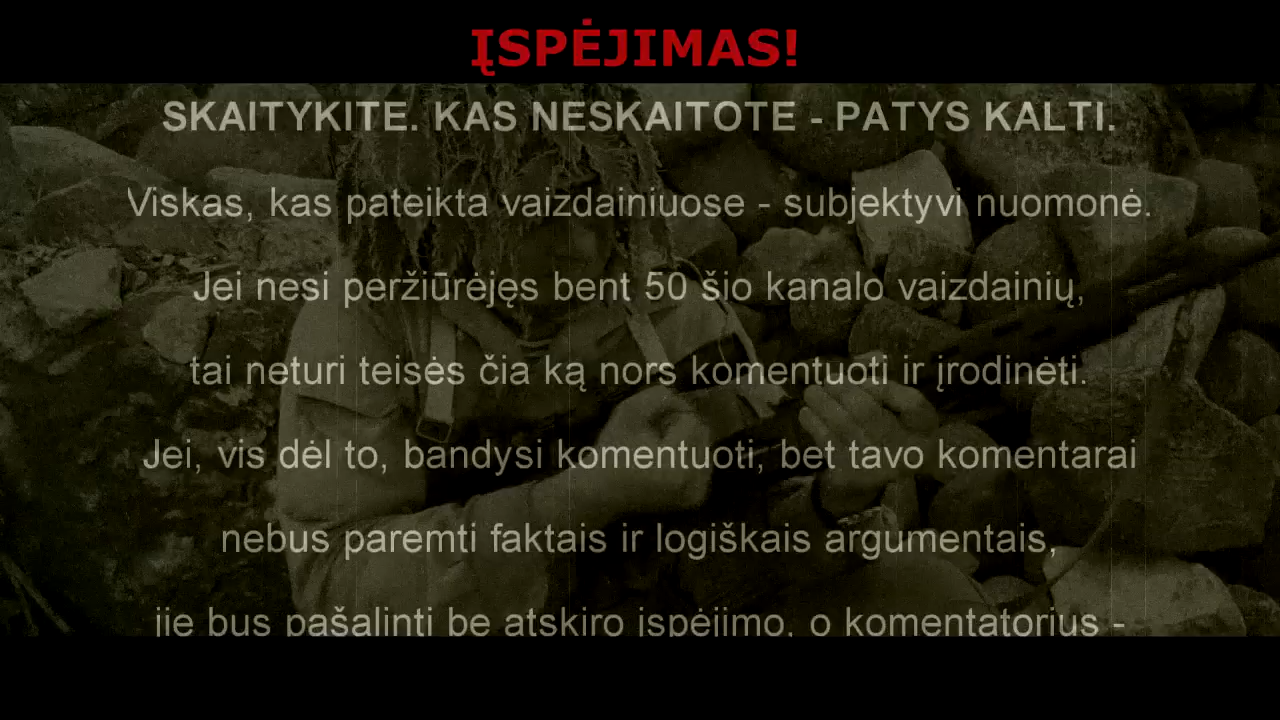 ĮSPĖJIMAS!
SKAITYKITE. KAS NESKAITOTE - PATYS KALTI.
Viskas, kas pateikta vaizdainiuose - subjektyvi nuomonė.
Jei nesi peržiūrėjęs bent 50 šio kanalo vaizdainių,
tai neturi teisės čia ką nors komentuoti ir įrodinėti.
Jei, vis dėl to, bandysi komentuoti, bet tavo komentarai
nebus paremti faktais ir logiškais argumentais,
jie bus pašalinti be atskiro įspėjimo, o komentatorius -